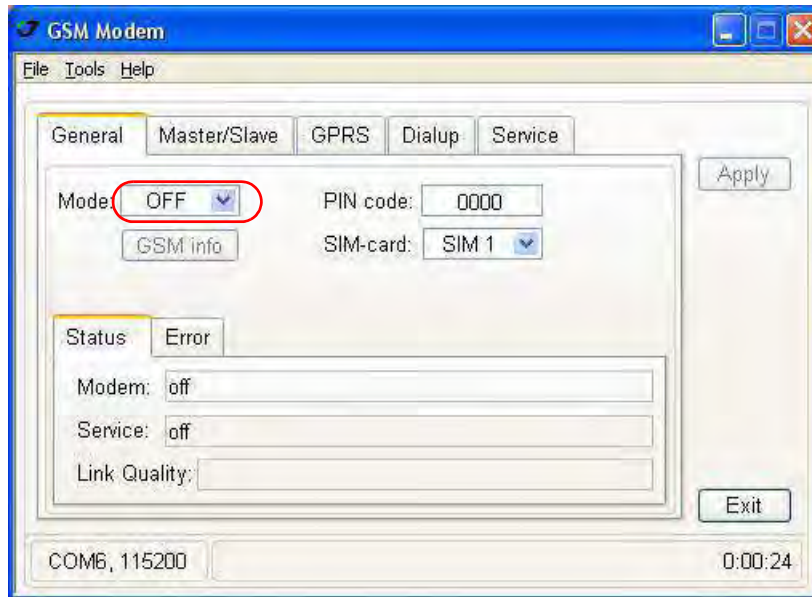 GSM Modem
File Tools Help
General Master/Slave GPRS Dialup Service
Apply
Mode: OFF PIN code: 0000
GSM info SIM-card: SIM 1
Status Error
Modem: off
Service: off
Link Quality:
Exit
COM6, 115200 0:00:24